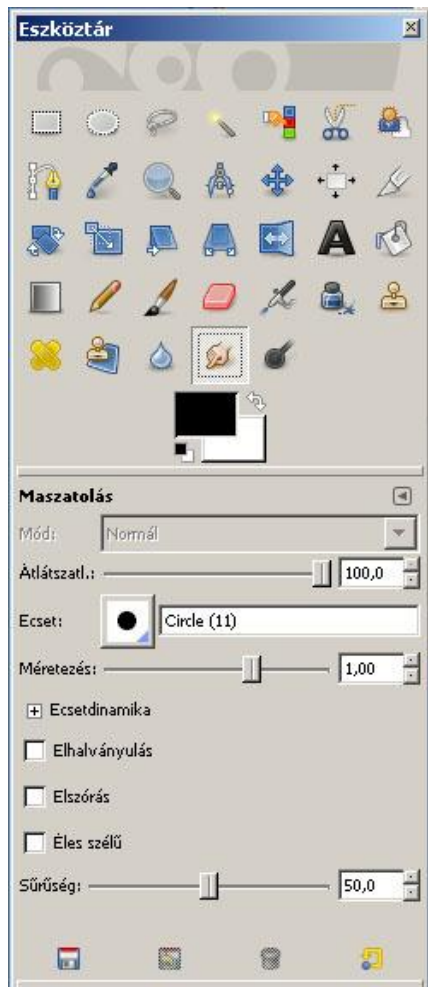 Eszköztár
Maszatolás
Mód: Normál
Átlátszatl.: 100,0
Ecset: Circle (11)
Méretezés: 1,00
Ecsetdinamika
Elhalványulás
Elszórás
Éles szélű
Sűrűség: 50,0